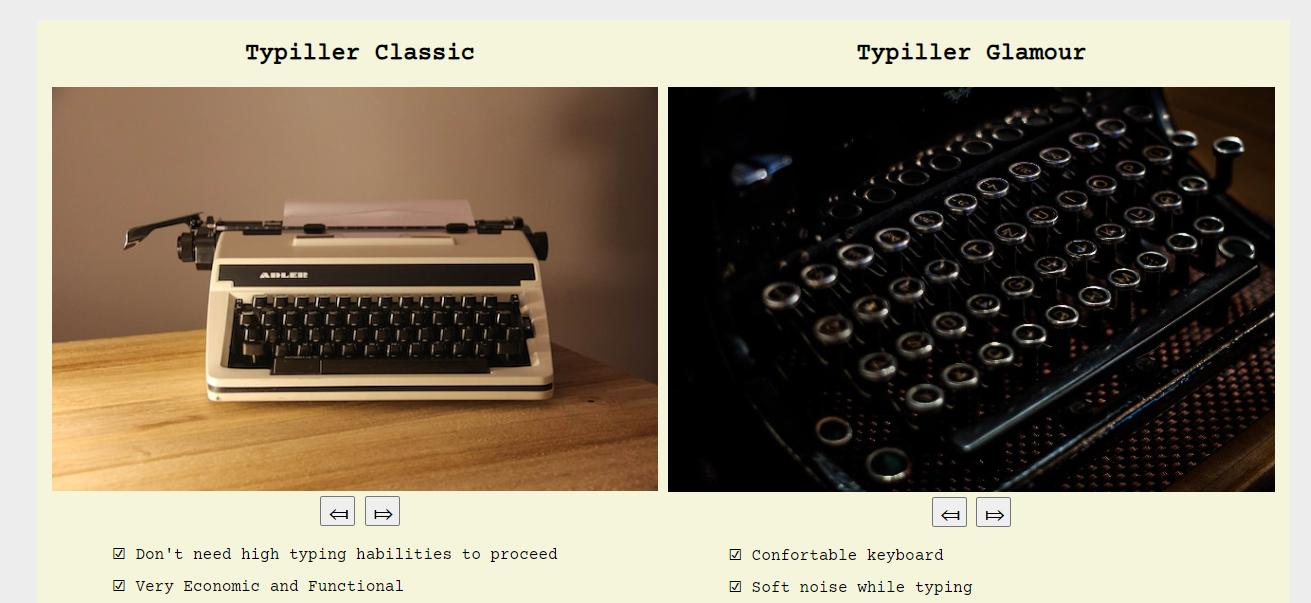 Typiller Classic
Typiller Glamour
ADLER
⤆ ⤇
⤆ ⤇
☑ Don't need high typing habilities to proceed
☑ Very Economic and Functional
☑ Confortable keyboard
☑ Soft noise while typing